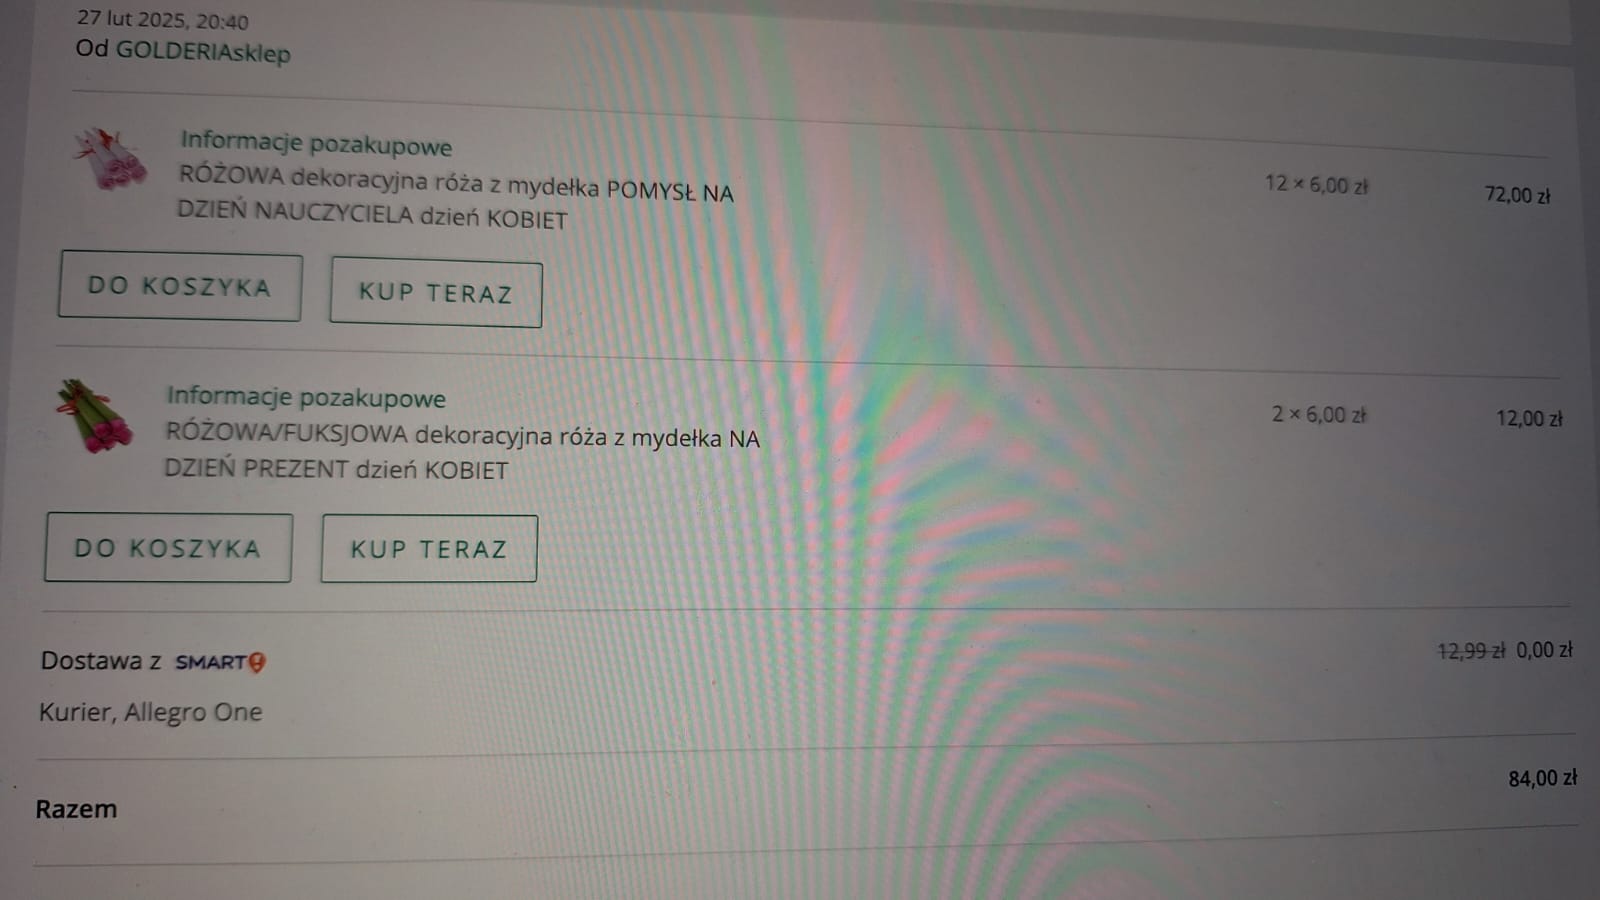 27 lut 2025, 20:40
Od GOLDERIAsklep
Informacje pozakupowe
RÓŻOWA dekoracyjna róża z mydełka POMYSŁ NA
DZIEŃ NAUCZYCIELA dzień KOBIET
12 × 6,00 zł
72,00 zł
DO KOSZYKA
KUP TERAZ
Informacje pozakupowe
RÓŻOWA/FUKSJOWA dekoracyjna róża z mydełka NA
DZIEŃ PREZENT dzień KOBIET
2 × 6,00 zł
12,00 zł
DO KOSZYKA
KUP TERAZ
Dostawa z SMART!
12,99 zł 0,00 zł
Kurier, Allegro One
Razem
84,00 zł